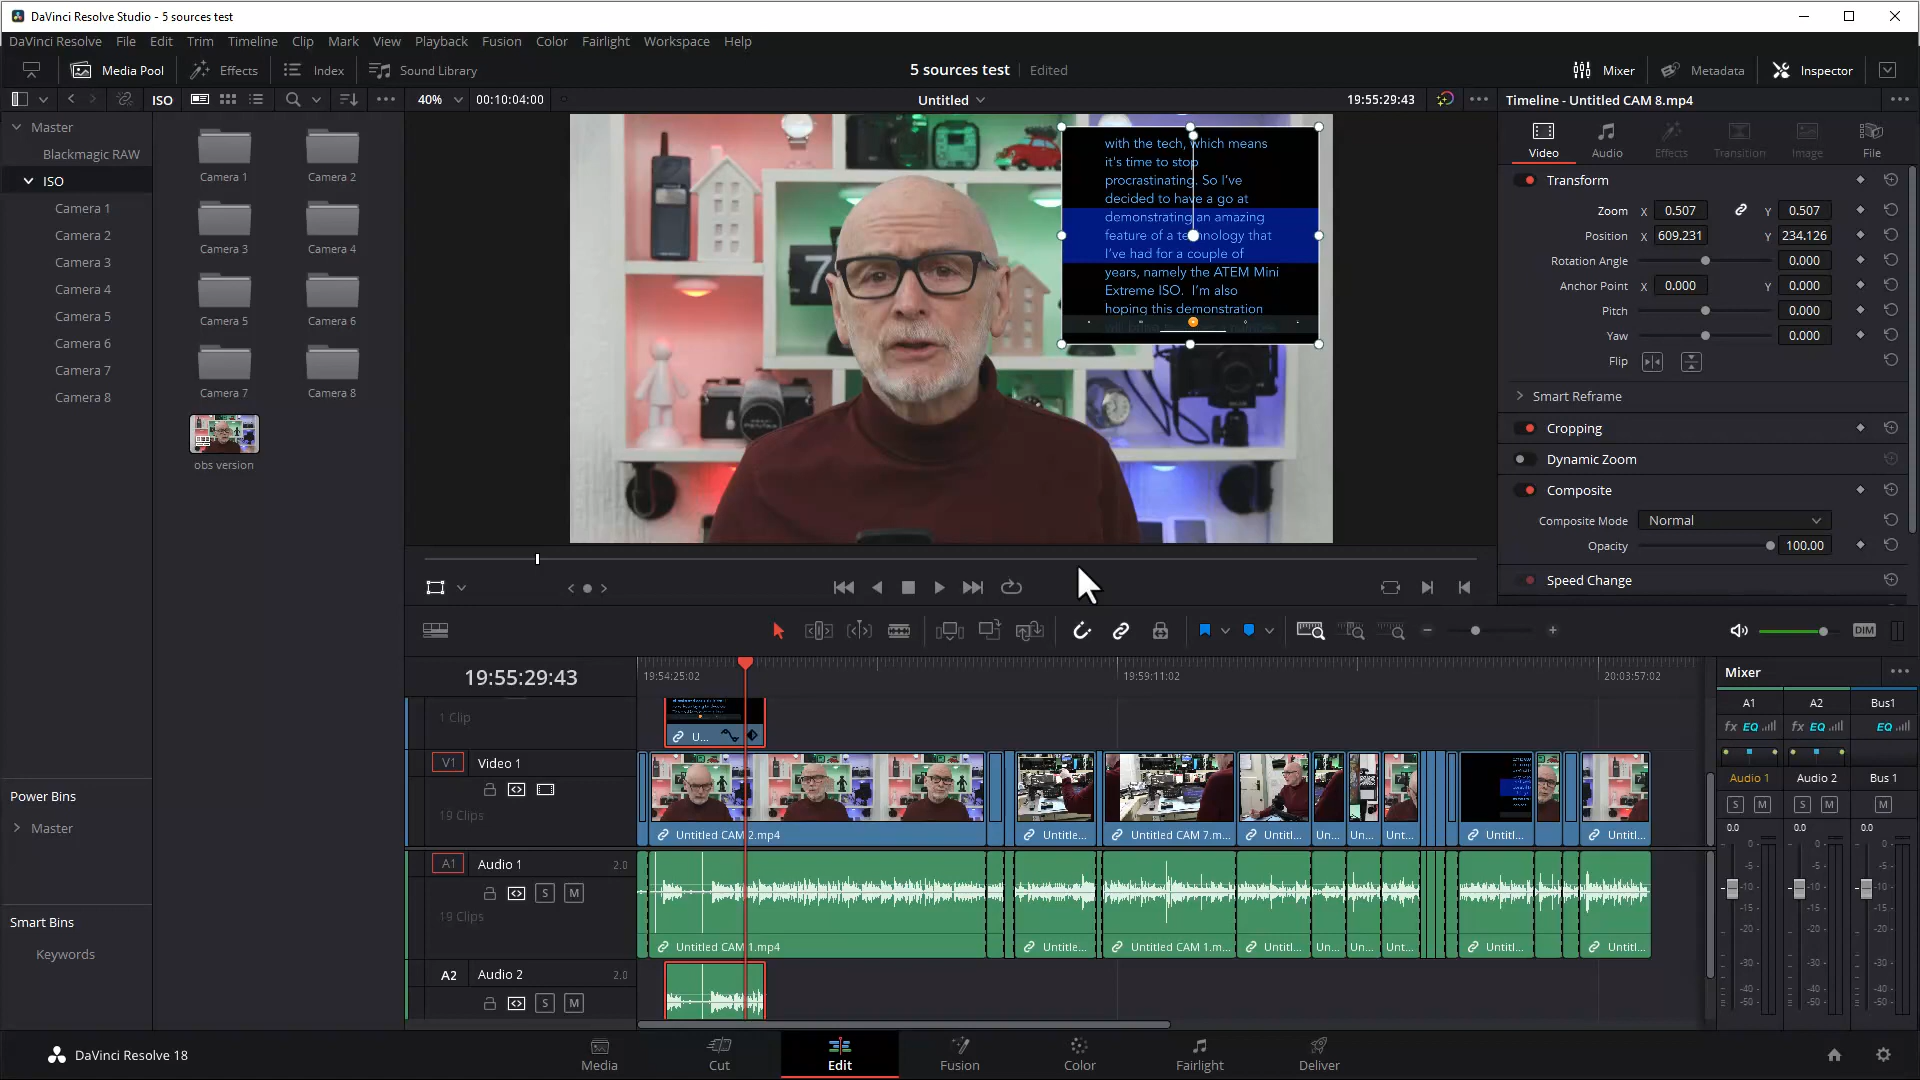 DaVinci Resolve Studio - 5 sources test
DaVinci Resolve File Edit Trim Timeline Clip Mark View Playback Fusion Color Fairlight Workspace Help
Media Pool Effects Index Sound Library 5 sources test Edited Mixer Metadata Inspector
ISO 40% 00:10:04:00 Untitled 19:55:29:43 Timeline - Untitled CAM 8.mp4
Master
Blackmagic RAW
ISO
Camera 1
Camera 2
Camera 3
Camera 4
Camera 5
Camera 6
Camera 7
Camera 8
Camera 1 Camera 2
Camera 3 Camera 4
Camera 5 Camera 6
Camera 7 Camera 8
obs version
Power Bins
Master
Smart Bins
Keywords
7
with the tech, which means
it's time to stop
procrastinating. So I've
decided to have a go at
demonstrating an amazing
feature of a technology that
I've had for a couple of
years, namely the ATEM Mini
Extreme ISO. I'm also
hoping this demonstration
Video Audio Effects Transition Image File
Transform
Zoom X 0.507 Y 0.507
Position X 609.231 Y 234.126
Rotation Angle 0.000
Anchor Point X 0.000 Y 0.000
Pitch 0.000
Yaw 0.000
Flip
Smart Reframe
Cropping
Dynamic Zoom
Composite
Composite Mode Normal
Opacity 100.00
Speed Change
DIM
19:55:29:43
19:54:25:02 19:59:11:02 20:03:57:02
1 Clip
U...
V1 Video 1
19 Clips
Untitled CAM 2.mp4 Untitle... Untitled CAM 7.m... Untitl... Un... Un... Unt... Untitl... Untitl...
A1 Audio 1 2.0
S M
19 Clips
Untitled CAM 1.mp4 Untitle... Untitled CAM 1.m... Untitl... Un... Un... Unt... Untitl... Untitl...
A2 Audio 2 2.0
S M
Mixer
A1 A2 Bus1
fx EQ fx EQ EQ
Audio 1 Audio 2 Bus 1
S M S M M
0.0 0.0 0.0
0 0 0
-5 -5 -5
-10 -10 -10
-15 -15 -15
-20 -20 -20
-30 -30 -30
-40 -40 -40
-50 -50 -50
DaVinci Resolve 18
Media Cut Edit Fusion Color Fairlight Deliver